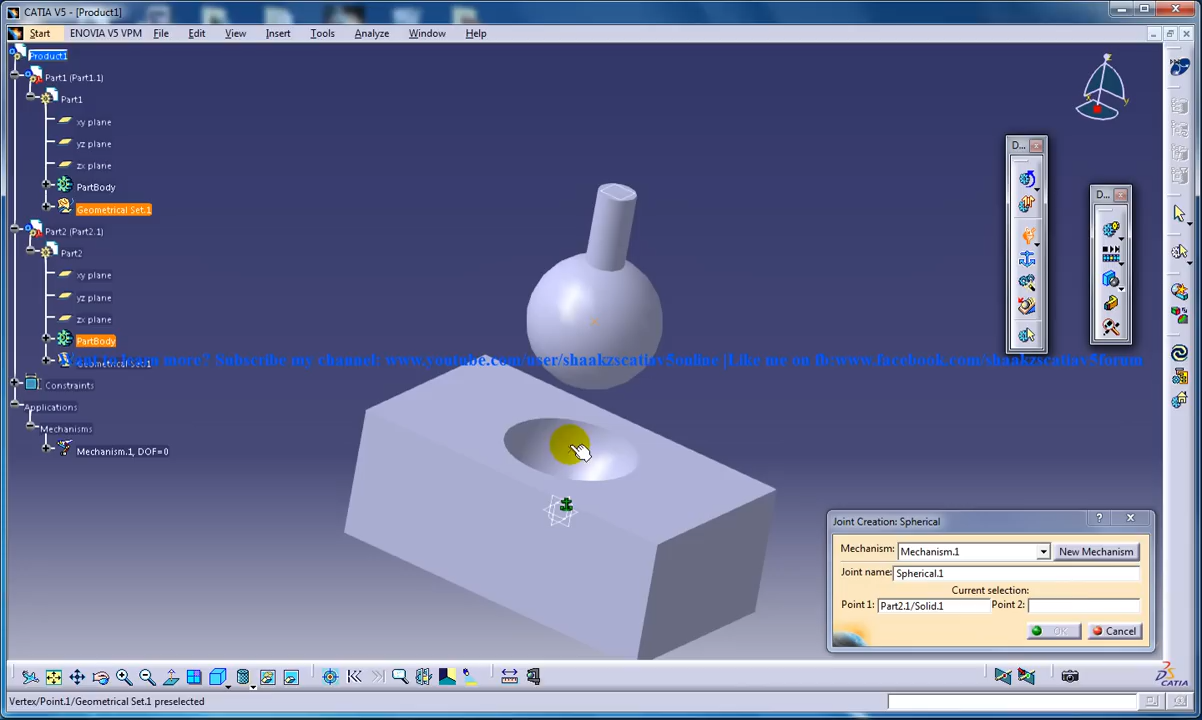 CATIA V5 - [Product1]
Start ENOVIA V5 VPM File Edit View Insert Tools Analyze Window Help
Product1
Part1 (Part1.1)
Part1
xy plane
yz plane
zx plane
PartBody
Geometrical Set.1
Part2 (Part2.1)
Part2
xy plane
yz plane
zx plane
PartBody
Geometrical Set.1
Want to learn more? Subscribe my channel: www.youtube.com/user/shaakzscatiav5online |Like me on fb:www.facebook.com/shaakzscatiav5forum
Constraints
Applications
Mechanisms
Mechanism.1, DOF=0
D...
D...
Joint Creation: Spherical
Mechanism: Mechanism.1 New Mechanism
Joint name: Spherical.1
Current selection:
Point 1: Part2.1/Solid.1 Point 2:
OK Cancel
Vertex/Point.1/Geometrical Set.1 preselected
CATIA